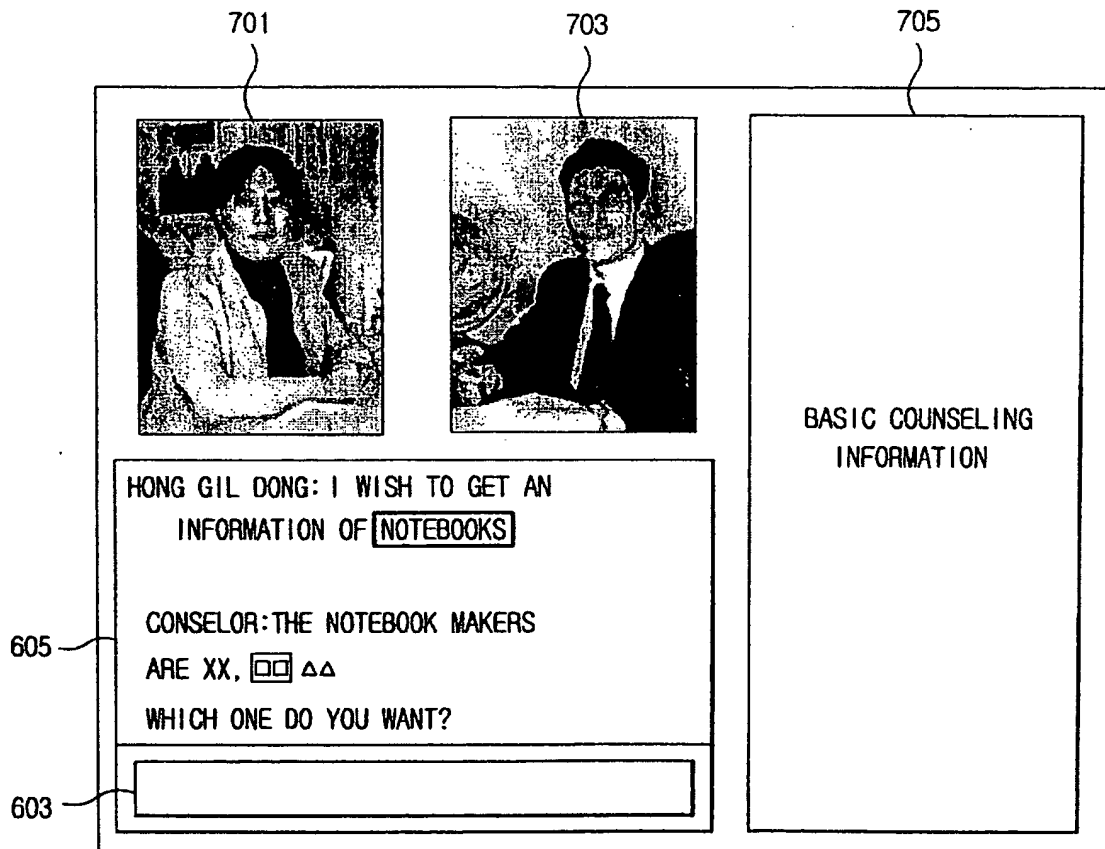 701 703 705
BASIC COUNSELING
INFORMATION
HONG GIL DONG: I WISH TO GET AN
INFORMATION OF NOTEBOOKS
CONSELOR:THE NOTEBOOK MAKERS
605
ARE XX, □□ △△
WHICH ONE DO YOU WANT?
603